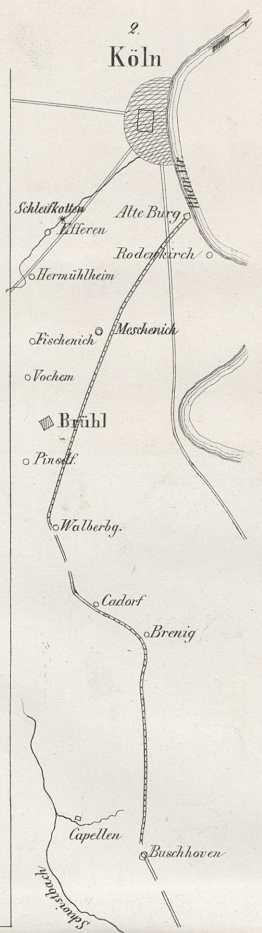 2.
Köln
Schleifkotten
Efferen
Alte Burg
Rodenkirch
Hermühlheim
Fischenich
Meschenich
Vochem
Brühl
Pinsdf.
Walberbg.
Cadorf
Brenig
Capellen
Buschhoven